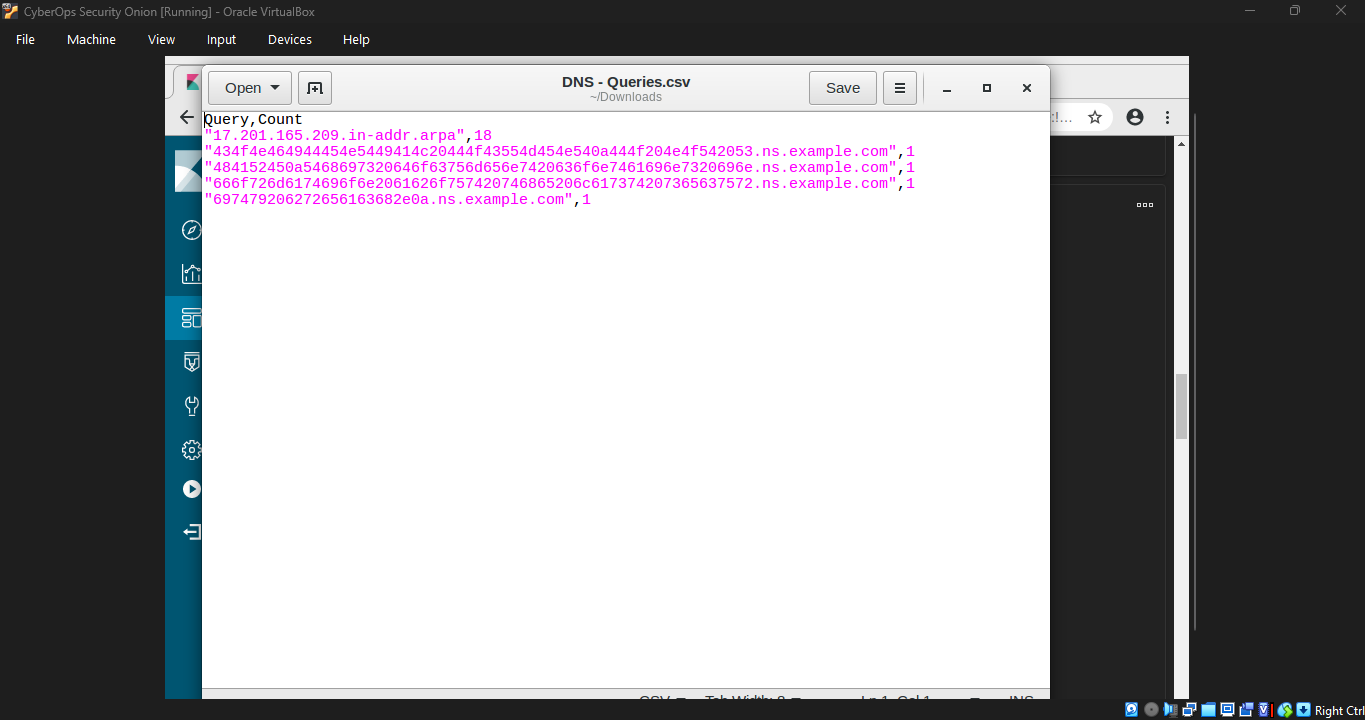 CyberOps Security Onion [Running] - Oracle VirtualBox
File Machine View Input Devices Help
Open
DNS - Queries.csv
~/Downloads
Save
Query,Count
"17.201.165.209.in-addr.arpa",18
"434f4e464944454e5449414c20444f43554d454e540a444f204e4f542053.ns.example.com",1
"484152450a5468697320646f63756d656e7420636f6e7461696e7320696e.ns.example.com",1
"666f726d6174696f6e2061626f757420746865206c617374207365637572.ns.example.com",1
"697479206272656163682e0a.ns.example.com",1
Right Ctrl